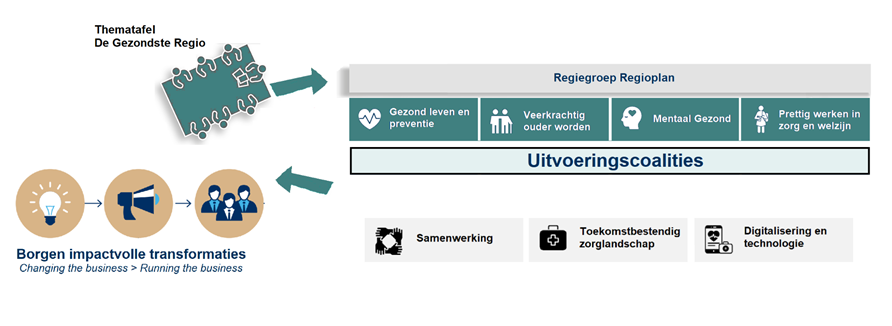 Thematafel
De Gezondste Regio
Regiegroep Regioplan
Gezond leven en
preventie
Veerkrachtig
ouder worden
Mentaal Gezond
Prettig werken in
zorg en welzijn
Uitvoeringscoalities
Borgen impactvolle transformaties
Changing the business > Running the business
Samenwerking
Toekomstbestendig
zorglandschap
Digitalisering en
technologie